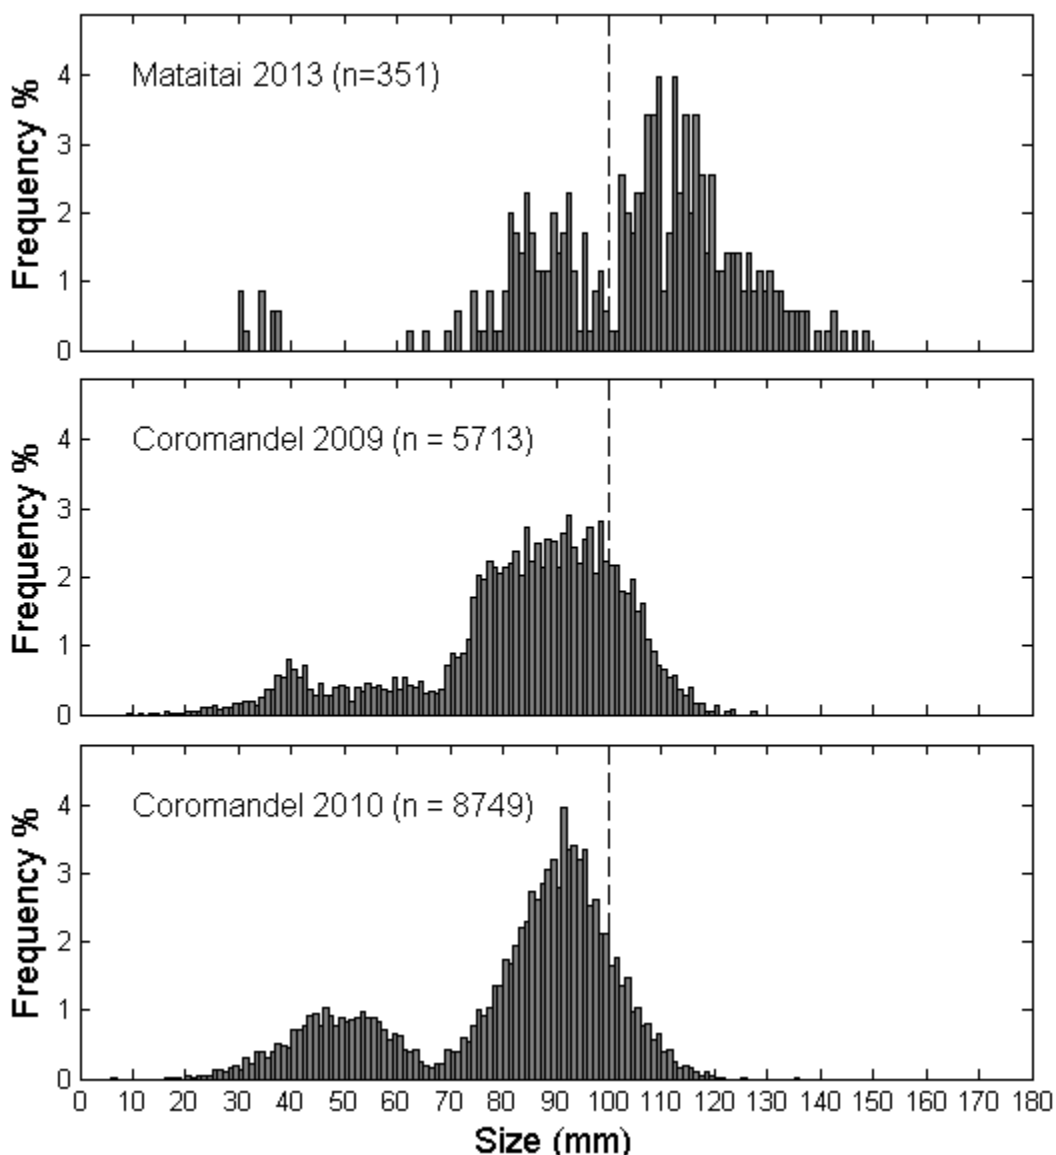 Frequency %
4
3
2
1
0
Mataitai 2013 (n=351)
Frequency %
4
3
2
1
0
Coromandel 2009 (n = 5713)
Frequency %
4
3
2
1
0
Coromandel 2010 (n = 8749)
0 10 20 30 40 50 60 70 80 90 100 110 120 130 140 150 160 170 180
Size (mm)